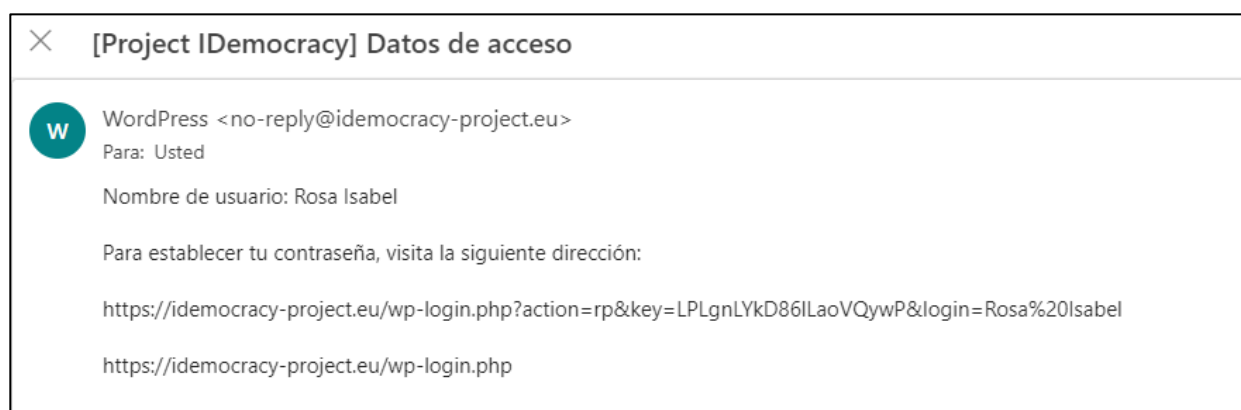 [Project IDemocracy] Datos de acceso
W
WordPress <no-reply@idemocracy-project.eu>
Para: Usted
Nombre de usuario: Rosa Isabel
Para establecer tu contraseña, visita la siguiente dirección:
https://idemocracy-project.eu/wp-login.php?action=rp&key=LPLgnLYkD86lLaoVQywP&login=Rosa%20Isabel
https://idemocracy-project.eu/wp-login.php